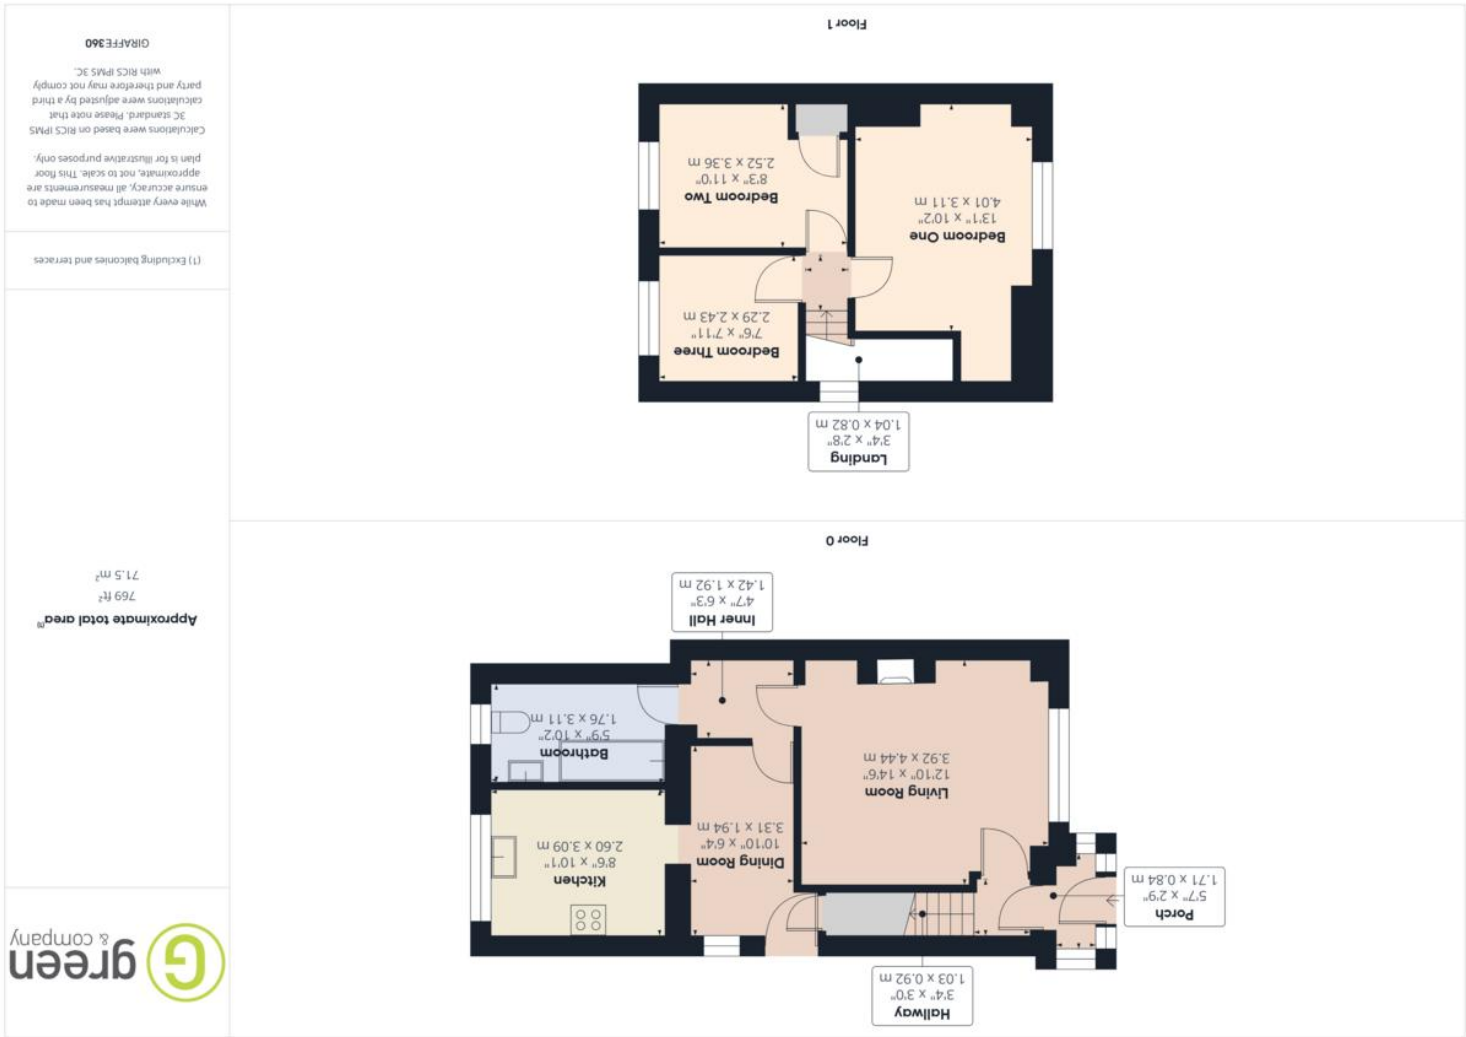 Hallway
3'4" x 3'0"
1.03 x 0.92 m
Porch
5'7" x 2'9"
1.71 x 0.84 m
Living Room
12'10" x 14'6"
3.92 x 4.44 m
Dining Room
10'10" x 6'4"
3.31 x 1.94 m
Kitchen
8'6" x 10'1"
2.60 x 3.09 m
Bathroom
5'9" x 10'2"
1.76 x 3.11 m
Inner Hall
4'7" x 6'3"
1.42 x 1.92 m
Floor 0
Landing
3'4" x 2'8"
1.04 x 0.82 m
Bedroom One
13'1" x 10'2"
4.01 x 3.11 m
Bedroom Three
7'6" x 7'11"
2.29 x 2.43 m
Bedroom Two
8'3" x 11'0"
2.52 x 3.36 m
Floor 1
G green
& company
Approximate total area(1)
769 ft²
71.5 m²
(1) Excluding balconies and terraces
While every attempt has been made to
ensure accuracy, all measurements are
approximate, not to scale. This floor
plan is for illustrative purposes only.
Calculations were based on RICS IPMS
3C standard. Please note that
calculations were adjusted by a third
party and therefore may not comply
with RICS IPMS 3C.
GIRAFFE360